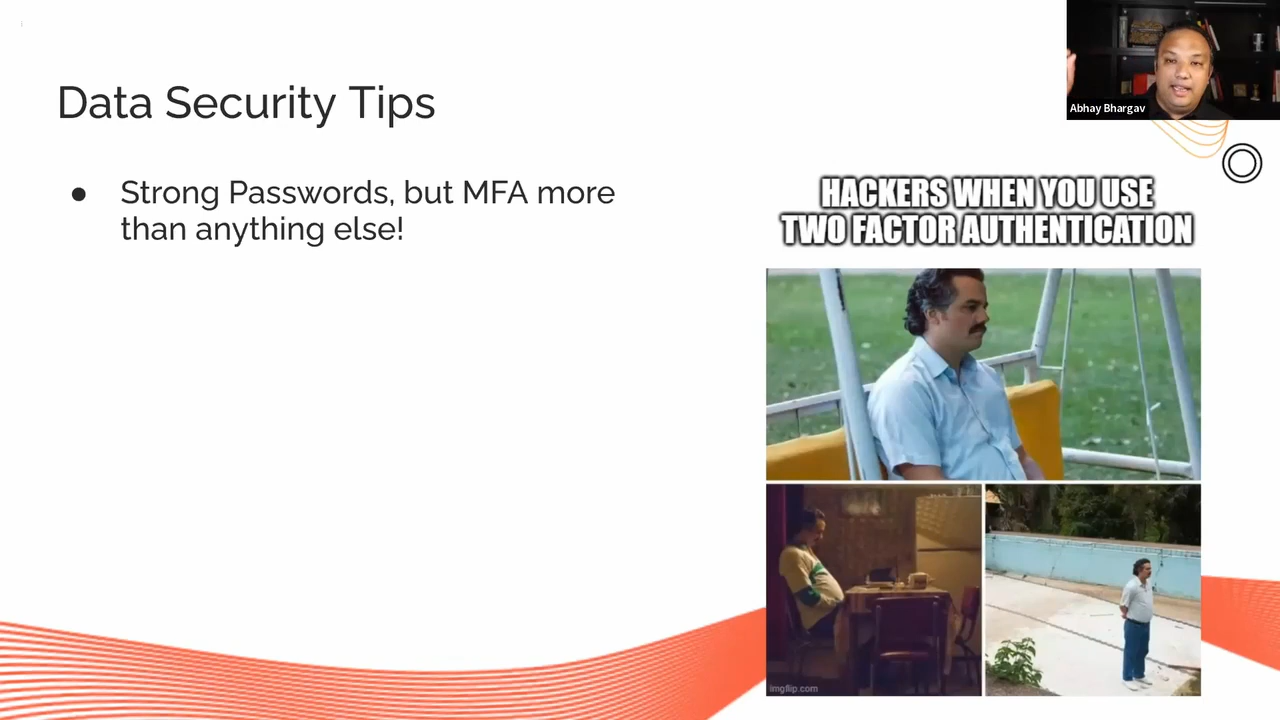 Data Security Tips
● Strong Passwords, but MFA more
than anything else!
Abhay Bhargav
HACKERS WHEN YOU USE
TWO FACTOR AUTHENTICATION
imgflip.com